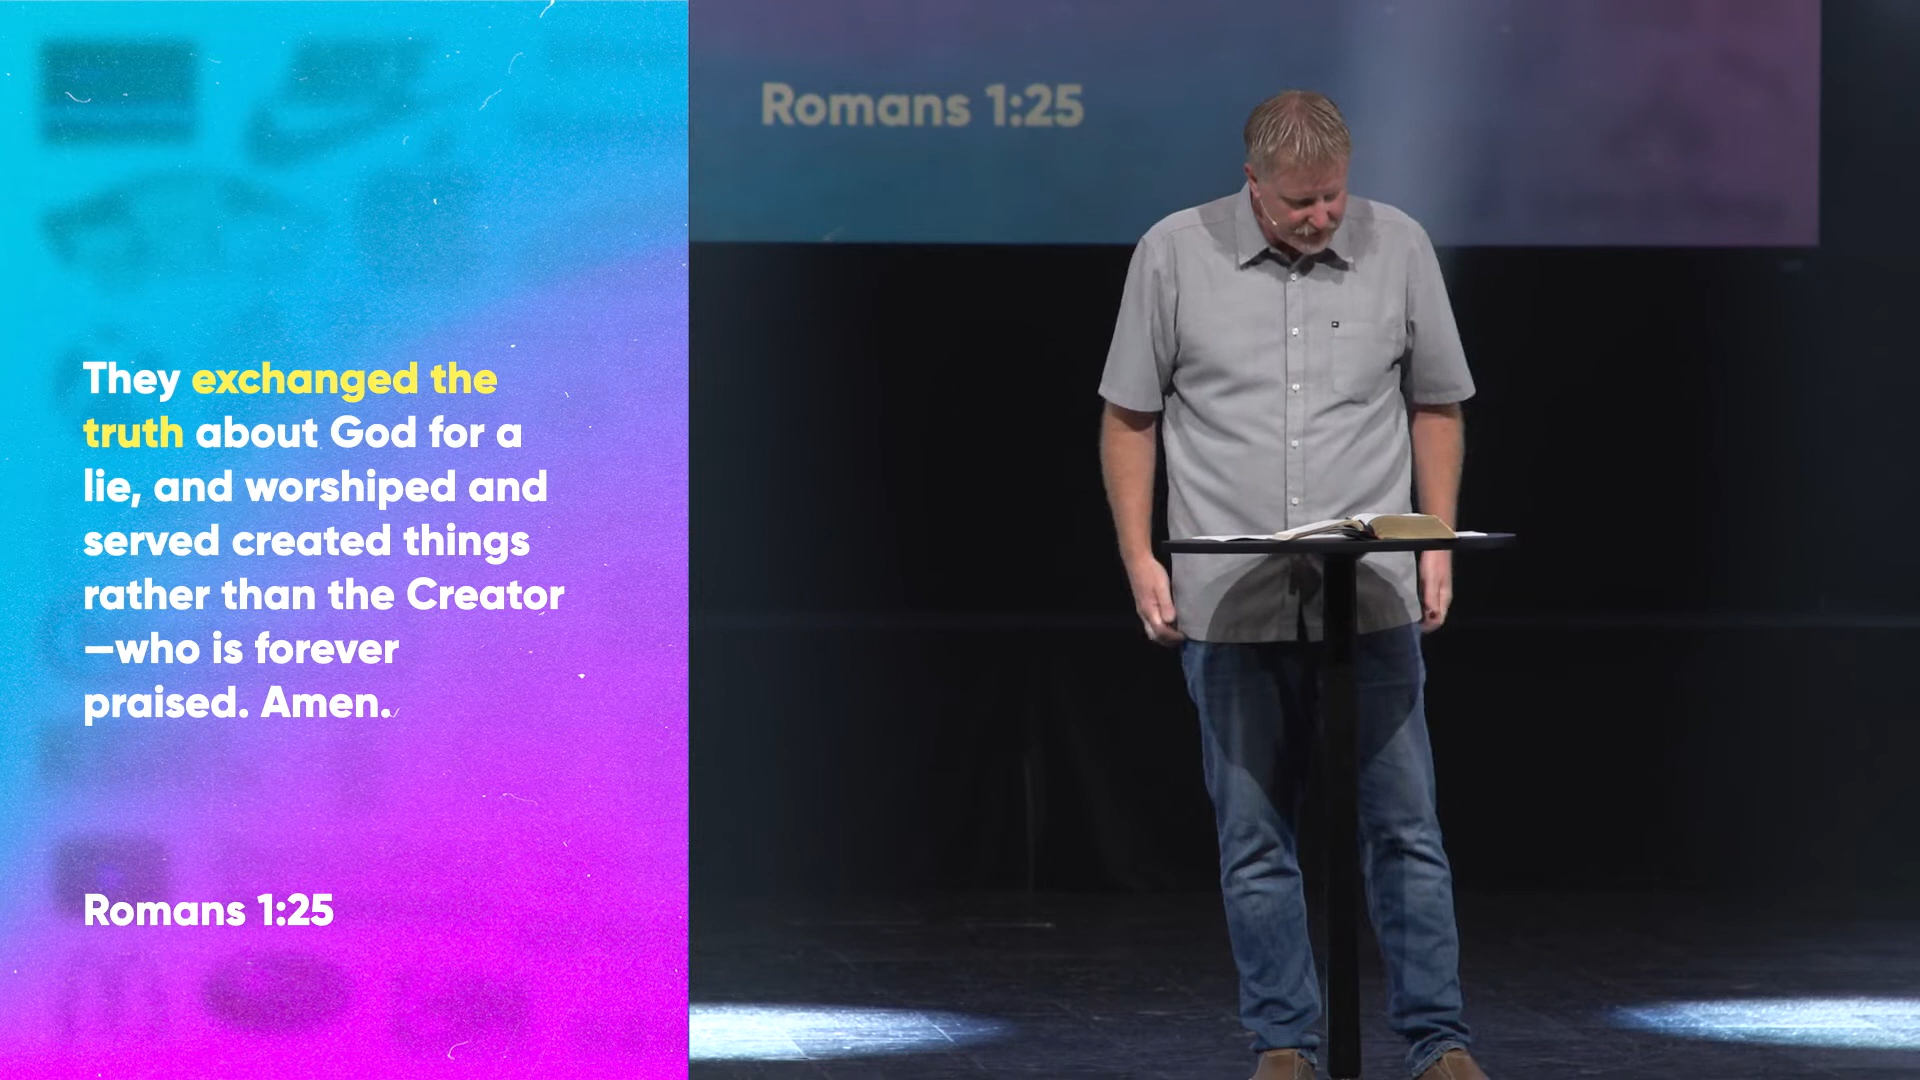 They exchanged the
truth about God for a
lie, and worshiped and
served created things
rather than the Creator
—who is forever
praised. Amen.
Romans 1:25
Romans 1:25